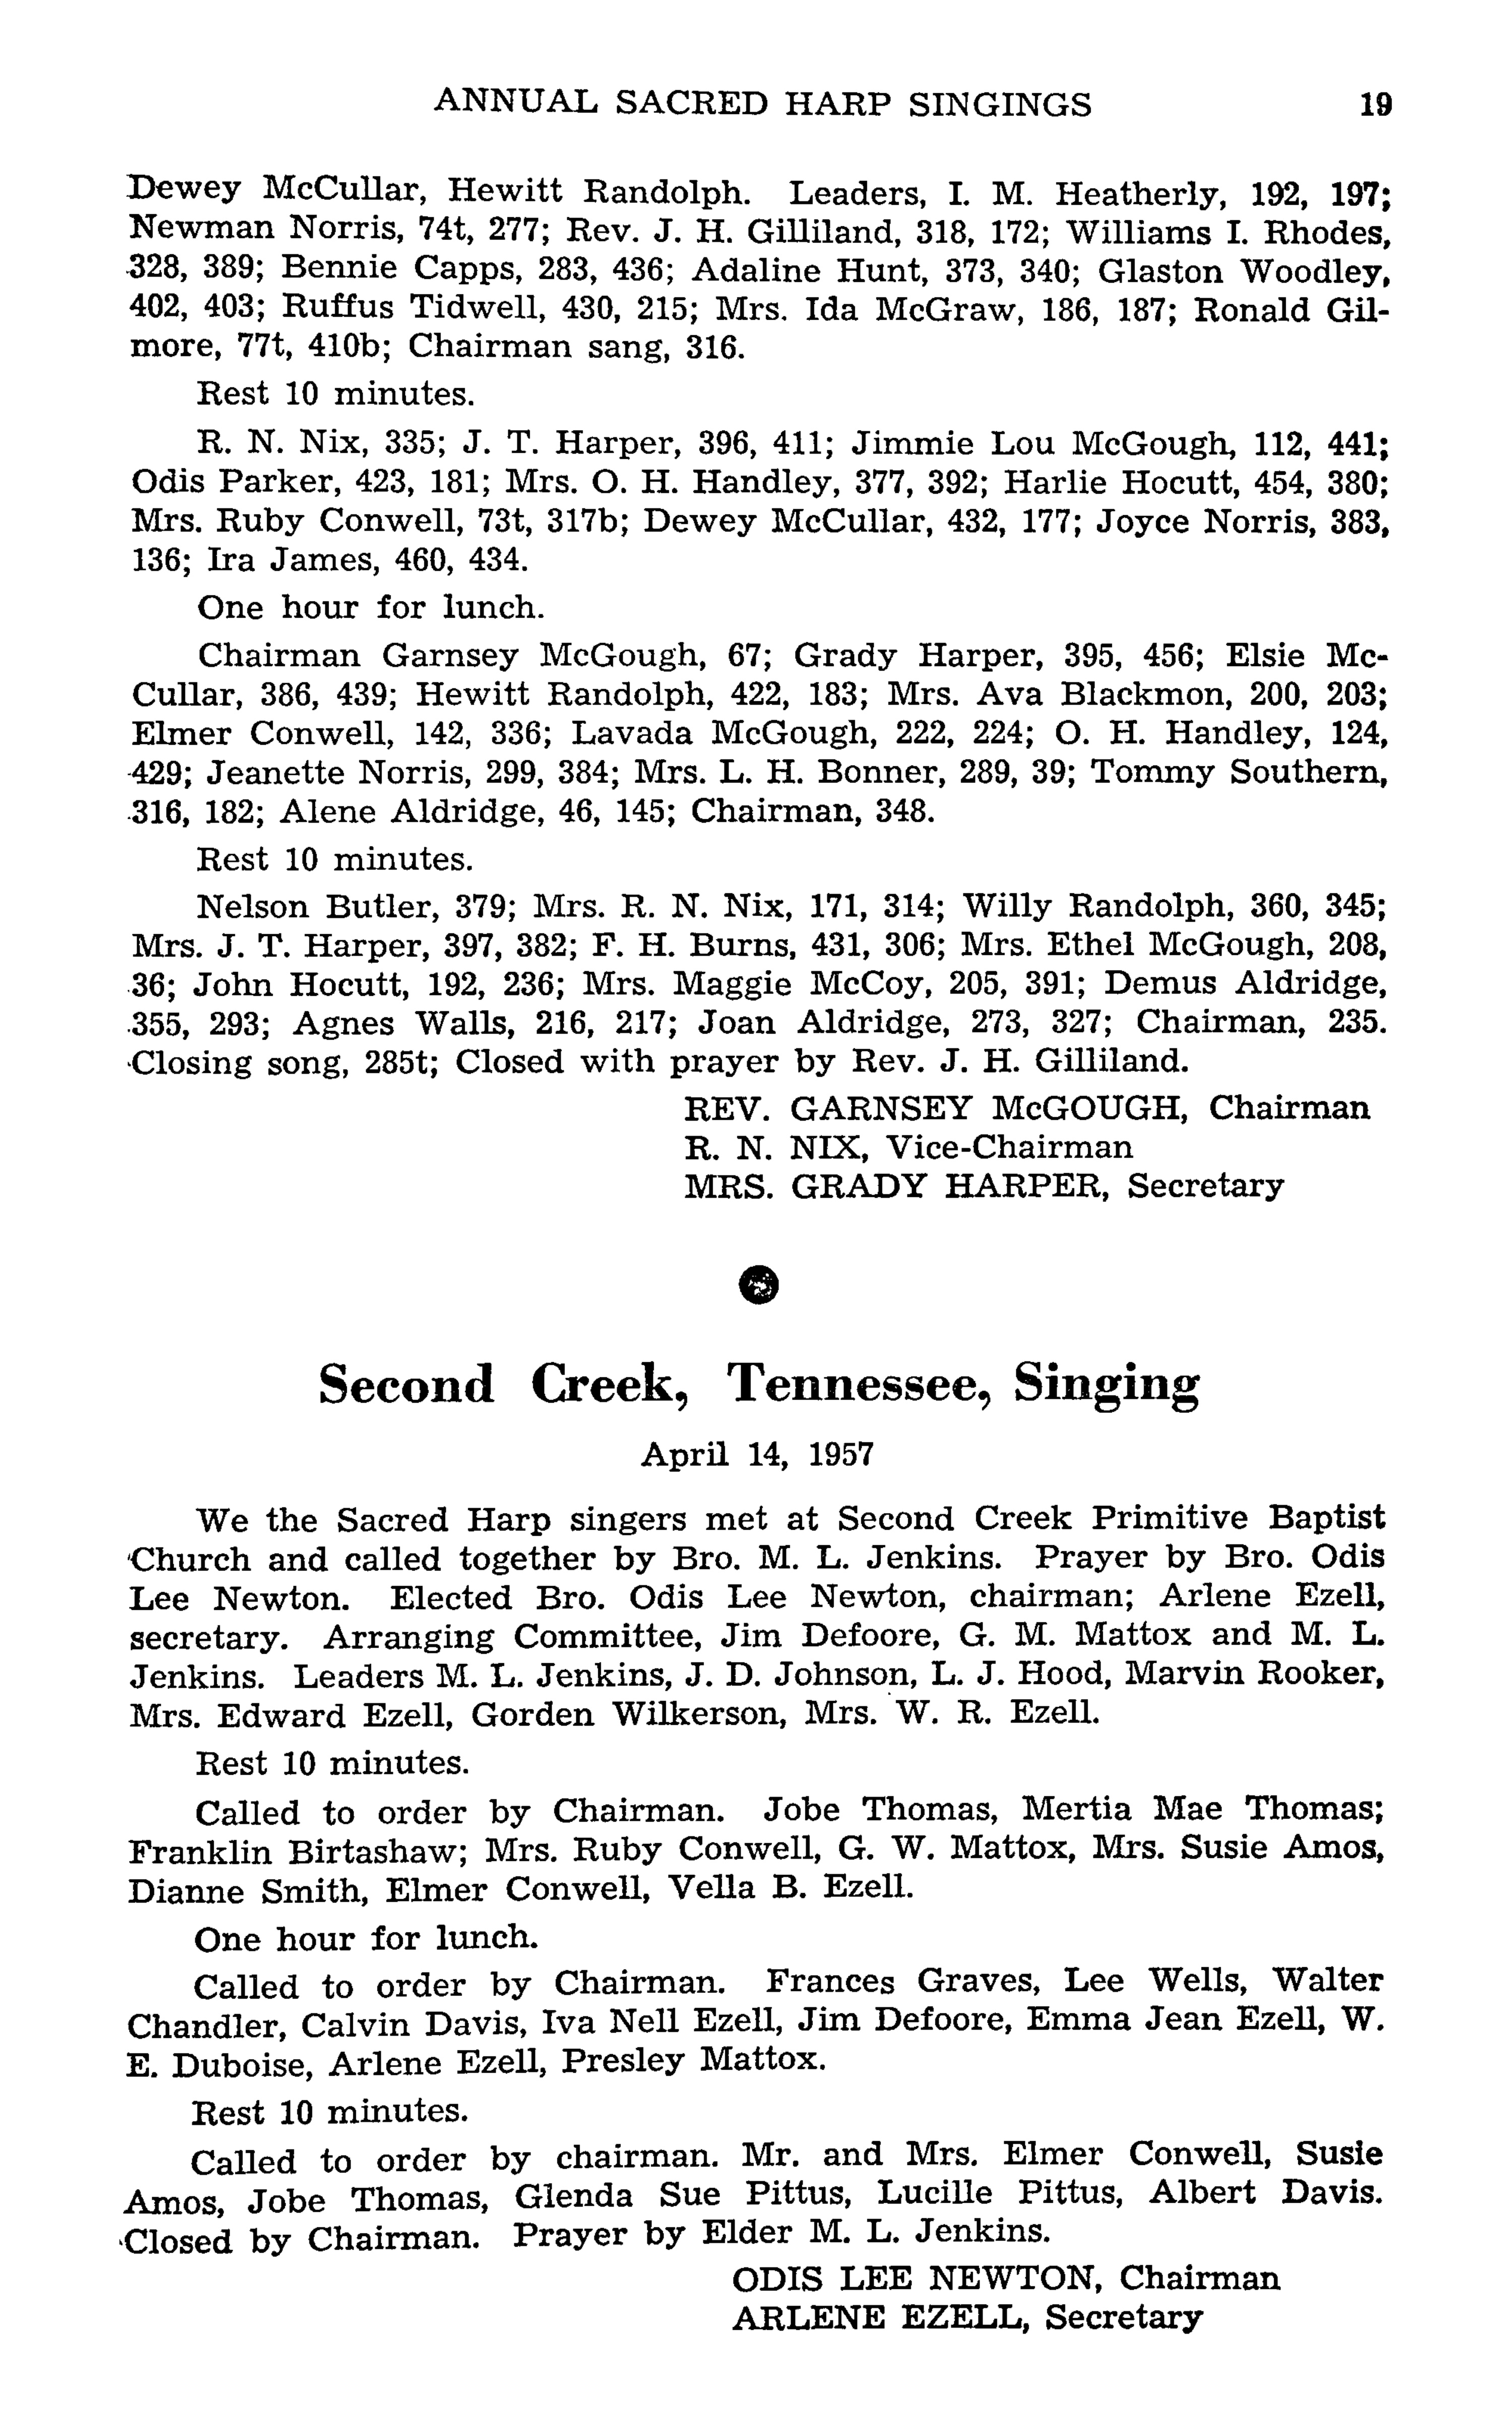 ANNUAL SACRED HARP SINGINGS 19
Dewey McCullar, Hewitt Randolph. Leaders, I. M. Heatherly, 192, 197;
Newman Norris, 74t, 277; Rev. J. H. Gilliland, 318, 172; Williams I. Rhodes,
328, 389; Bennie Capps, 283, 436; Adaline Hunt, 373, 340; Glaston Woodley,
402, 403; Ruffus Tidwell, 430, 215; Mrs. Ida McGraw, 186, 187; Ronald Gil-
more, 77t, 410b; Chairman sang, 316.
Rest 10 minutes.
R. N. Nix, 335; J. T. Harper, 396, 411; Jimmie Lou McGough, 112, 441;
Odis Parker, 423, 181; Mrs. O. H. Handley, 377, 392; Harlie Hocutt, 454, 380;
Mrs. Ruby Conwell, 73t, 317b; Dewey McCullar, 432, 177; Joyce Norris, 383,
136; Ira James, 460, 434.
One hour for lunch.
Chairman Garnsey McGough, 67; Grady Harper, 395, 456; Elsie Mc-
Cullar, 386, 439; Hewitt Randolph, 422, 183; Mrs. Ava Blackmon, 200, 203;
Elmer Conwell, 142, 336; Lavada McGough, 222, 224; O. H. Handley, 124,
429; Jeanette Norris, 299, 384; Mrs. L. H. Bonner, 289, 39; Tommy Southern,
316, 182; Alene Aldridge, 46, 145; Chairman, 348.
Rest 10 minutes.
Nelson Butler, 379; Mrs. R. N. Nix, 171, 314; Willy Randolph, 360, 345;
Mrs. J. T. Harper, 397, 382; F. H. Burns, 431, 306; Mrs. Ethel McGough, 208,
36; John Hocutt, 192, 236; Mrs. Maggie McCoy, 205, 391; Demus Aldridge,
355, 293; Agnes Walls, 216, 217; Joan Aldridge, 273, 327; Chairman, 235.
Closing song, 285t; Closed with prayer by Rev. J. H. Gilliland.
REV. GARNSEY McGOUGH, Chairman
R. N. NIX, Vice-Chairman
MRS. GRADY HARPER, Secretary
Second Creek, Tennessee, Singing
April 14, 1957
We the Sacred Harp singers met at Second Creek Primitive Baptist
Church and called together by Bro. M. L. Jenkins. Prayer by Bro. Odis
Lee Newton. Elected Bro. Odis Lee Newton, chairman; Arlene Ezell,
secretary. Arranging Committee, Jim Defoore, G. M. Mattox and M. L.
Jenkins. Leaders M. L. Jenkins, J. D. Johnson, L. J. Hood, Marvin Rooker,
Mrs. Edward Ezell, Gorden Wilkerson, Mrs. W. R. Ezell.
Rest 10 minutes.
Called to order by Chairman. Jobe Thomas, Mertia Mae Thomas;
Franklin Birtashaw; Mrs. Ruby Conwell, G. W. Mattox, Mrs. Susie Amos,
Dianne Smith, Elmer Conwell, Vella B. Ezell.
One hour for lunch.
Called to order by Chairman. Frances Graves, Lee Wells, Walter
Chandler, Calvin Davis, Iva Nell Ezell, Jim Defoore, Emma Jean Ezell, W.
E. Duboise, Arlene Ezell, Presley Mattox.
Rest 10 minutes.
Called to order by chairman. Mr. and Mrs. Elmer Conwell, Susie
Amos, Jobe Thomas, Glenda Sue Pittus, Lucille Pittus, Albert Davis.
Closed by Chairman. Prayer by Elder M. L. Jenkins.
ODIS LEE NEWTON, Chairman
ARLENE EZELL, Secretary